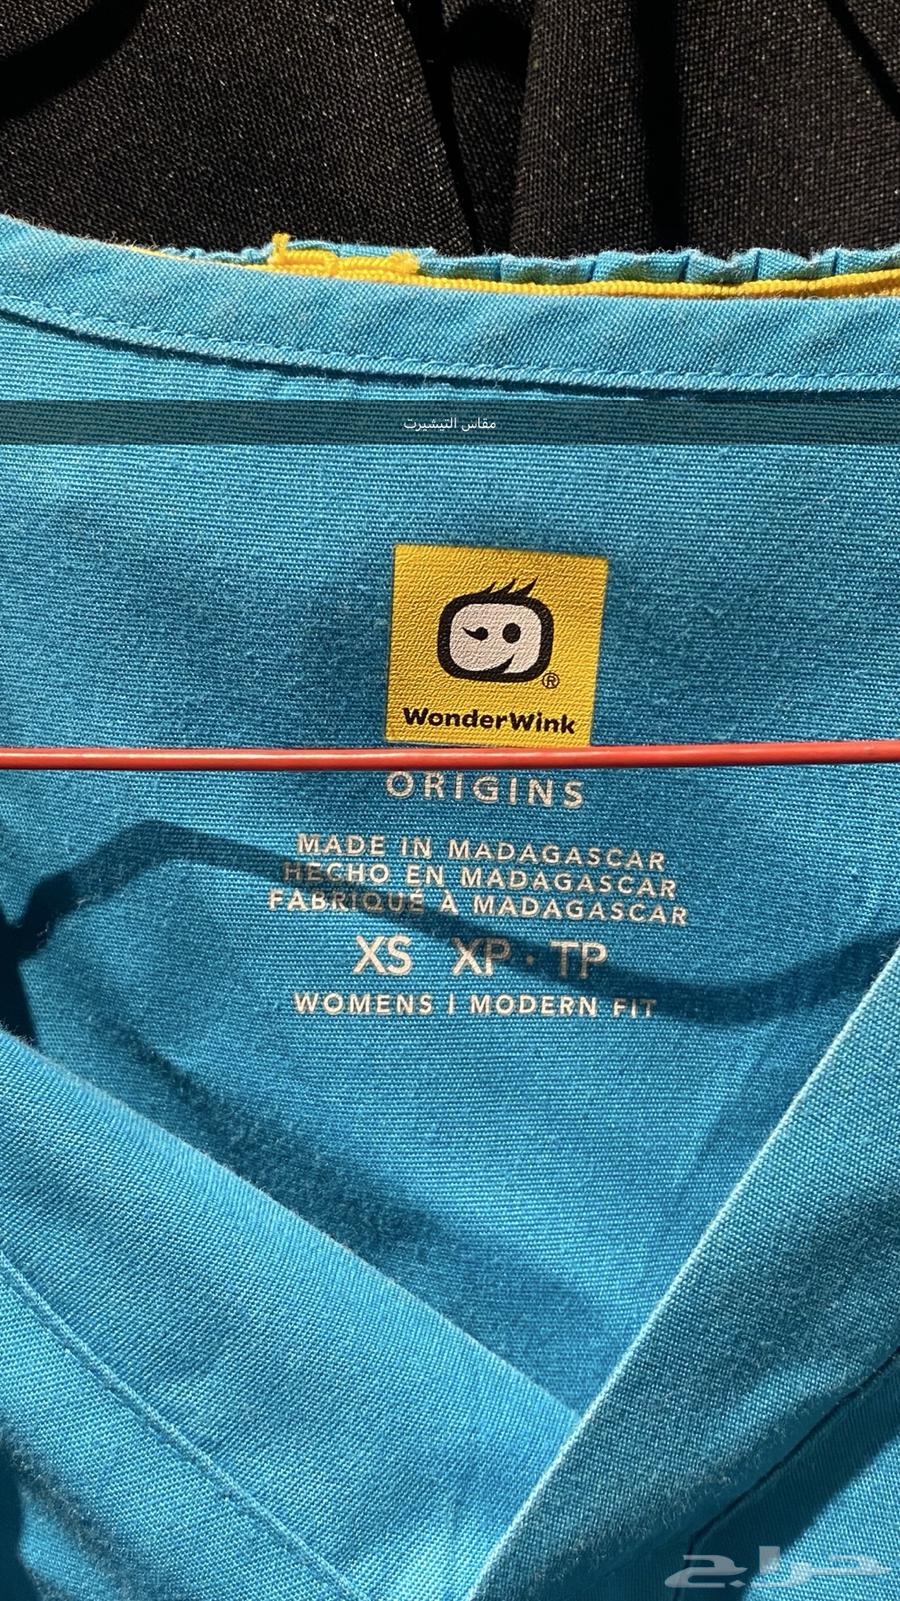 مقاس التيشيرت
®
WonderWink
ORIGINS
MADE IN MADAGASCAR
HECHO EN MADAGASCAR
FABRIQUÉ À MADAGASCAR
XS XP · TP
WOMENS | MODERN FIT
حراج